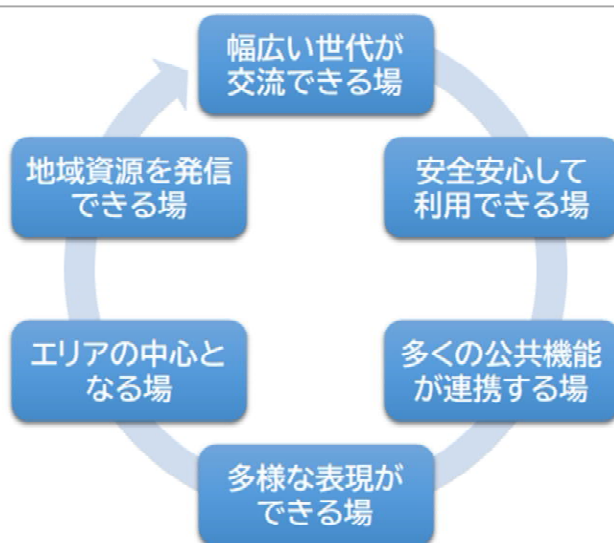 幅広い世代が
交流できる場
安全安心して
利用できる場
多くの公共機能
が連携する場
多様な表現が
できる場
エリアの中心と
なる場
地域資源を発信
できる場